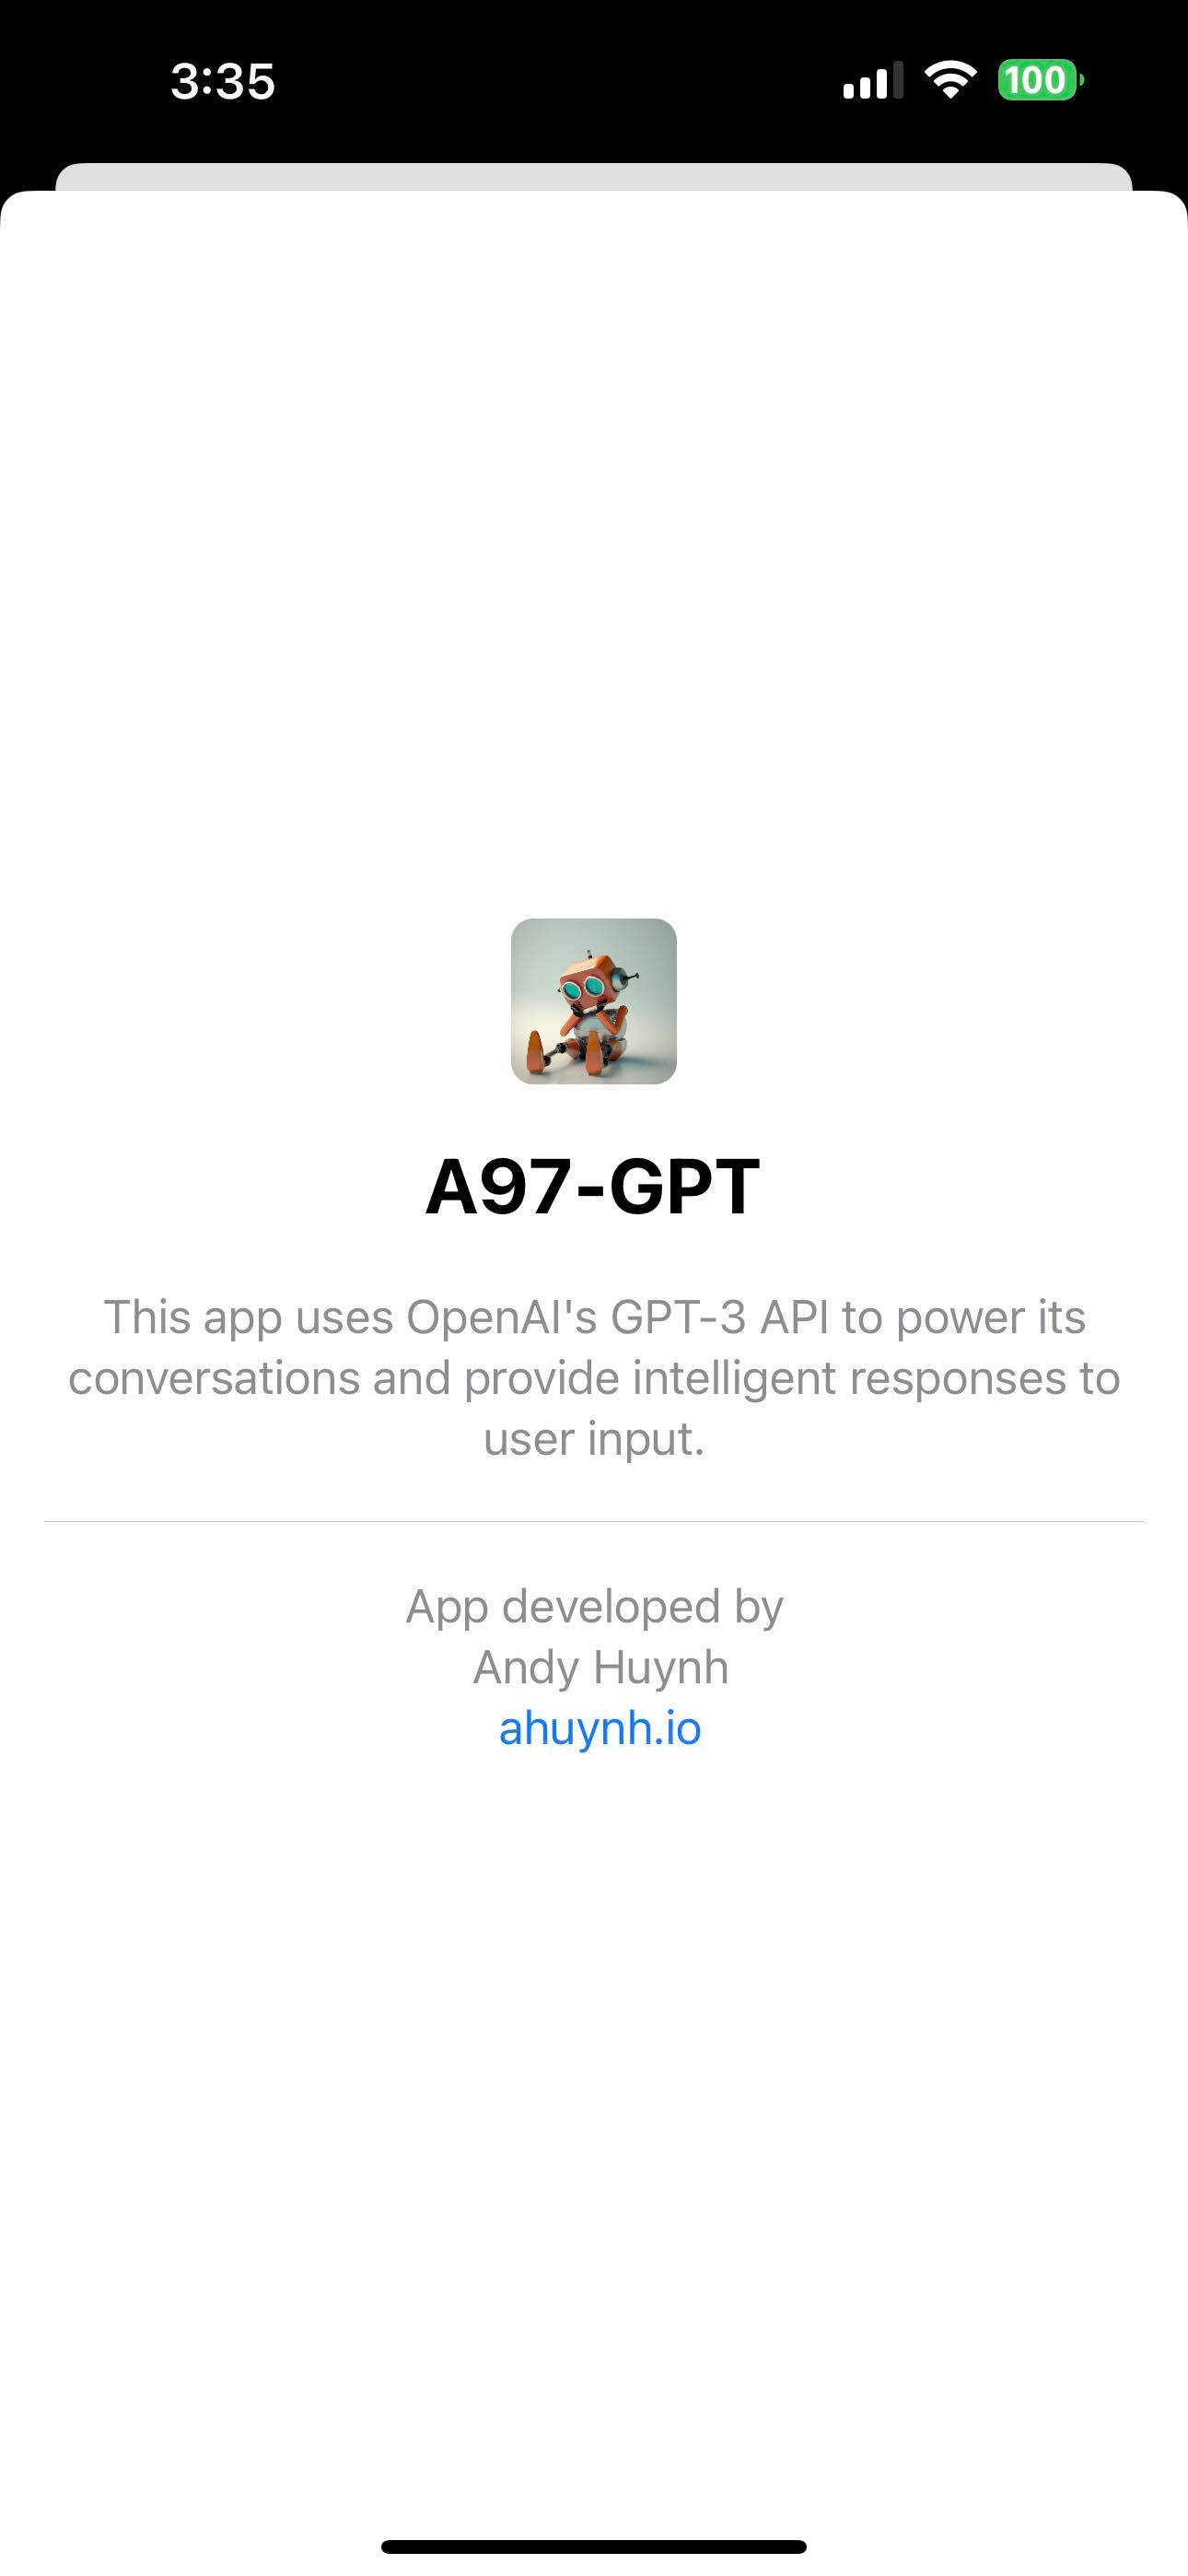 3:35
100
A97-GPT
This app uses OpenAI's GPT-3 API to power its
conversations and provide intelligent responses to
user input.
App developed by
Andy Huynh
ahuynh.io